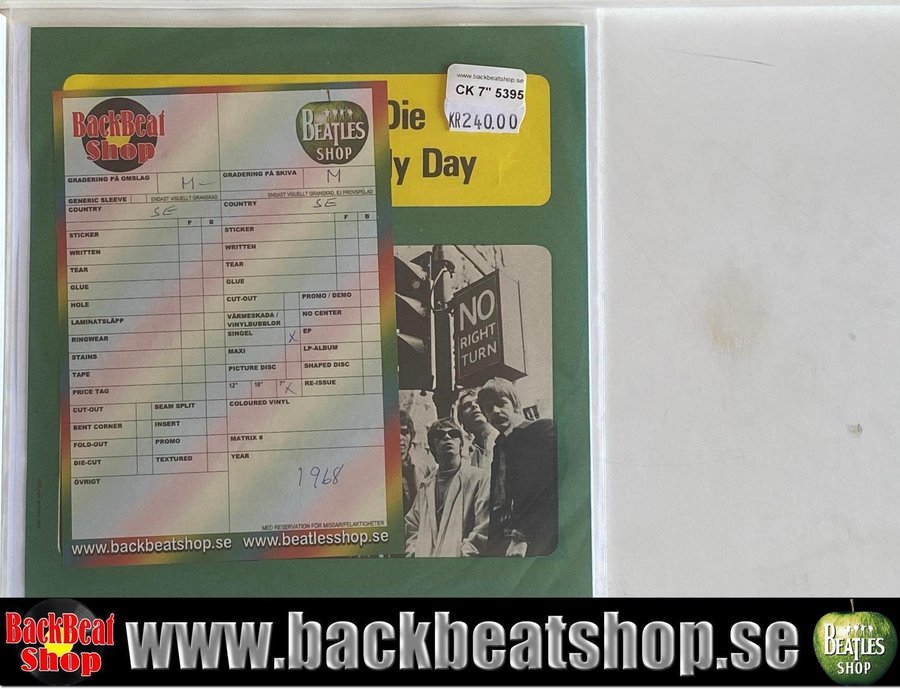 www.backbeatshop.se
CK 7" 5395
KR240.00
Die
y Day
BackBeat
Shop
BEATLES
SHOP
GRADERING PÅ OMSLAG
M-
GENERIC SLEEVE
ENDAST VISUELLT GRANSKAD
COUNTRY
SE
F B
STICKER
WRITTEN
TEAR
GLUE
HOLE
LAMINATSLÄPP
RINGWEAR
STAINS
TAPE
PRICE TAG
CUT-OUT
SEAM SPLIT
BENT CORNER
INSERT
FOLD-OUT
PROMO
DIE-CUT
TEXTURED
ÖVRIGT
GRADERING PÅ SKIVA
M
ENDAST VISUELLT GRANSKAD, EJ PROVSPELAD
COUNTRY
SE
F B
STICKER
WRITTEN
TEAR
GLUE
CUT-OUT
PROMO / DEMO
VÄRMESKADA /
VINYLBUBBLOR
NO CENTER
SINGEL
X
EP
MAXI
LP-ALBUM
PICTURE DISC
SHAPED DISC
12" 10" 7" X
RE-ISSUE
COLOURED VINYL
MATRIX #
YEAR
1968
MED RESERVATION FÖR MISSAR/FELAKTIGHETER
www.backbeatshop.se www.beatlesshop.se
NO
RIGHT
TURN
BackBeat
Shop
www.backbeatshop.se
BEATLES
SHOP